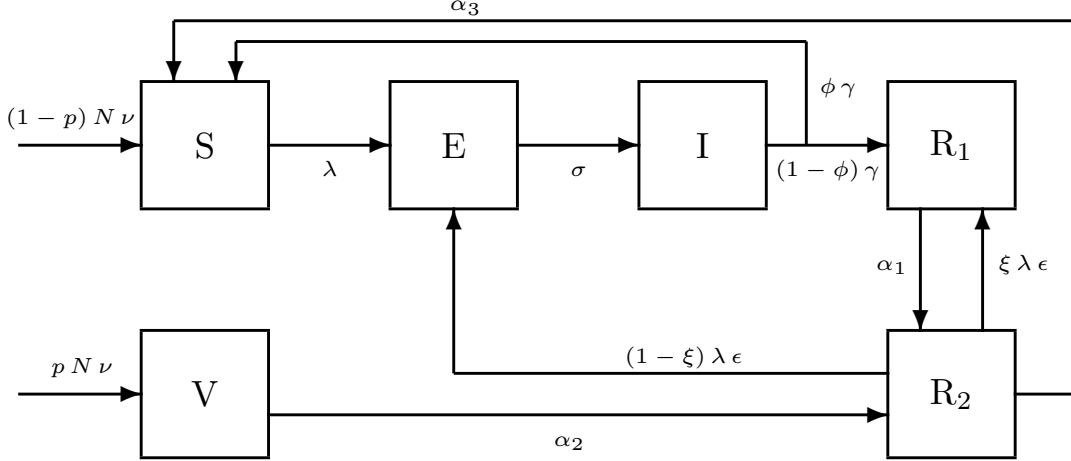 α₃
(1 − p) N ν
S
λ
E
σ
I
ϕ γ
(1 − ϕ) γ
R₁
α₁
ξ λ ϵ
p N ν
V
(1 − ξ) λ ϵ
α₂
R₂